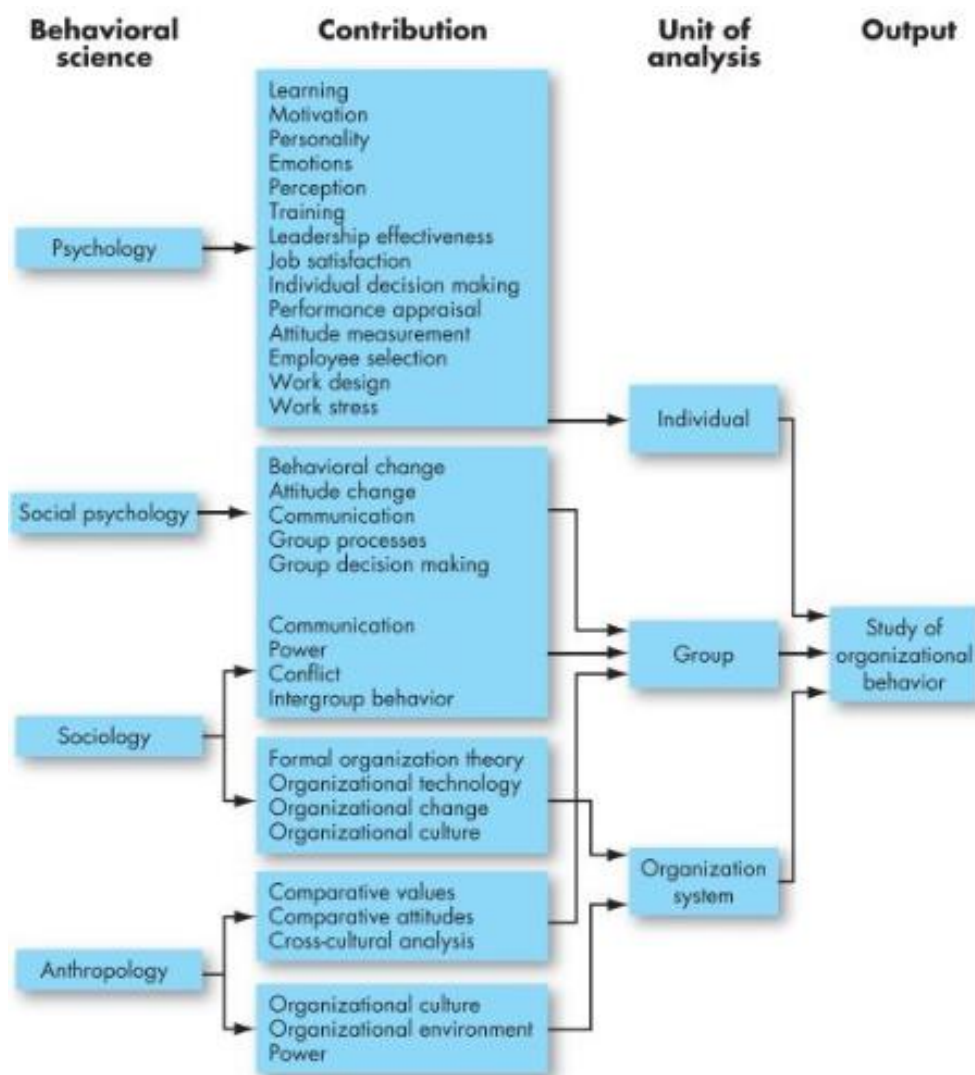 Behavioral
science
Contribution
Unit of
analysis
Output
Psychology
Learning
Motivation
Personality
Emotions
Perception
Training
Leadership effectiveness
Job satisfaction
Individual decision making
Performance appraisal
Attitude measurement
Employee selection
Work design
Work stress
Individual
Social psychology
Behavioral change
Attitude change
Communication
Group processes
Group decision making
Communication
Power
Conflict
Intergroup behavior
Group
Study of
organizational
behavior
Sociology
Formal organization theory
Organizational technology
Organizational change
Organizational culture
Organization
system
Anthropology
Comparative values
Comparative attitudes
Cross-cultural analysis
Organizational culture
Organizational environment
Power